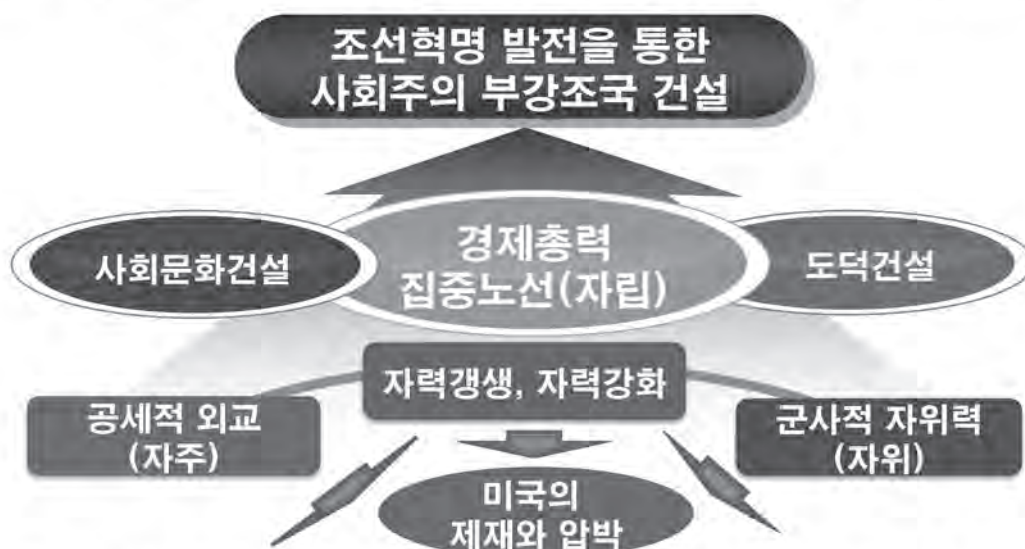 조선혁명 발전을 통한
사회주의 부강조국 건설
사회문화건설
경제총력
집중노선(자립)
도덕건설
자력갱생, 자력강화
공세적 외교
(자주)
군사적 자위력
(자위)
미국의
제재와 압박